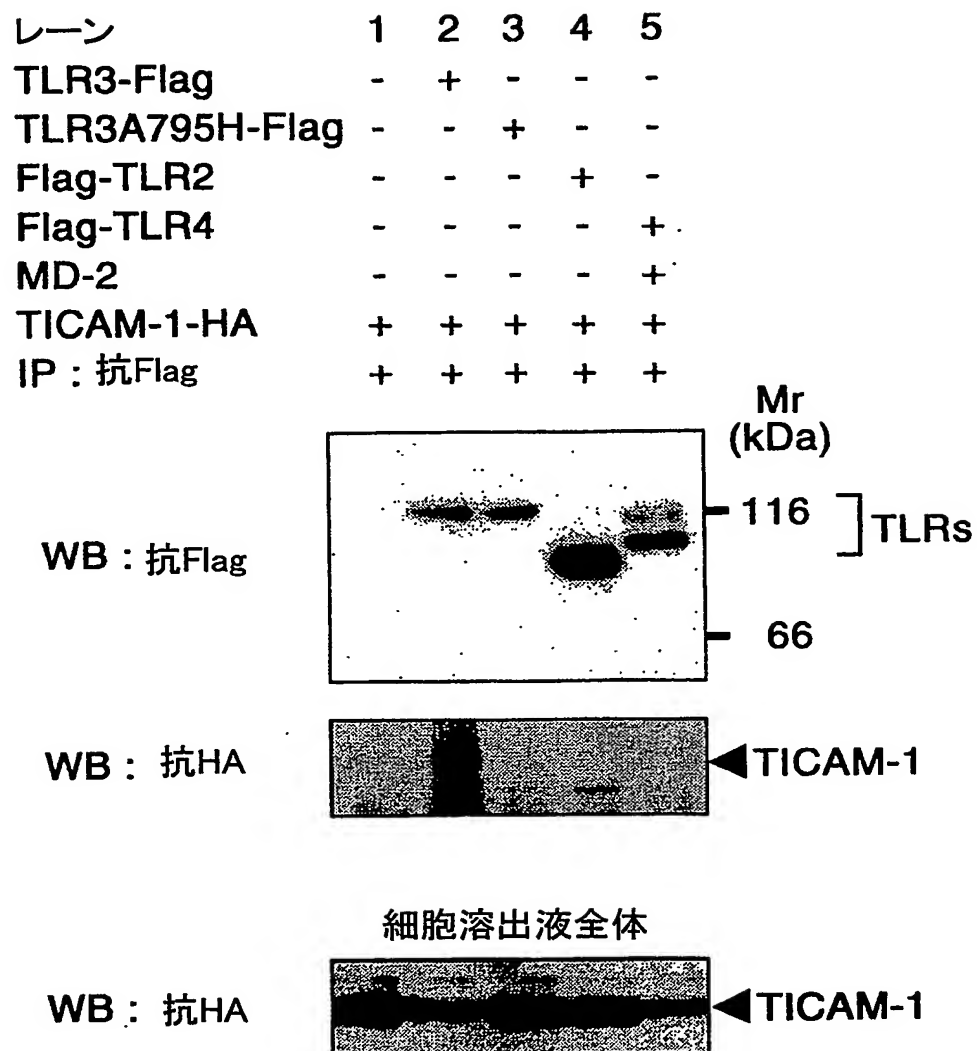 レーン 1 2 3 4 5
TLR3-Flag - + - - -
TLR3A795H-Flag - - + - -
Flag-TLR2 - - - + -
Flag-TLR4 - - - - +
MD-2 - - - - +
TICAM-1-HA + + + + +
IP : 抗Flag + + + + +
Mr
(kDa)
116
TLRs
WB : 抗Flag
66
WB : 抗HA
TICAM-1
細胞溶出液全体
WB : 抗HA
TICAM-1